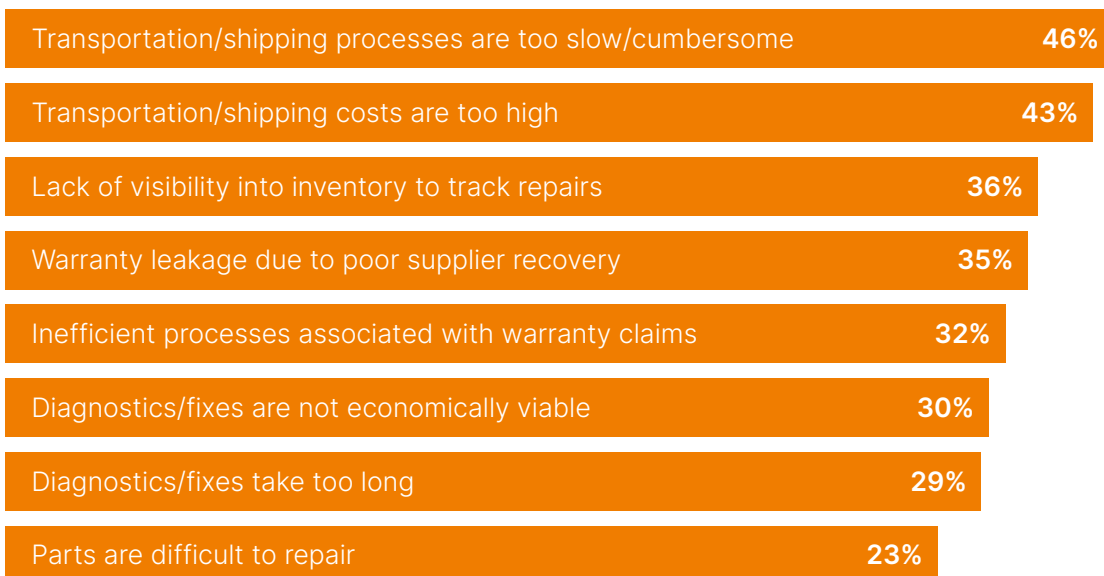 Transportation/shipping processes are too slow/cumbersome 46%
Transportation/shipping costs are too high 43%
Lack of visibility into inventory to track repairs 36%
Warranty leakage due to poor supplier recovery 35%
Inefficient processes associated with warranty claims 32%
Diagnostics/fixes are not economically viable 30%
Diagnostics/fixes take too long 29%
Parts are difficult to repair 23%